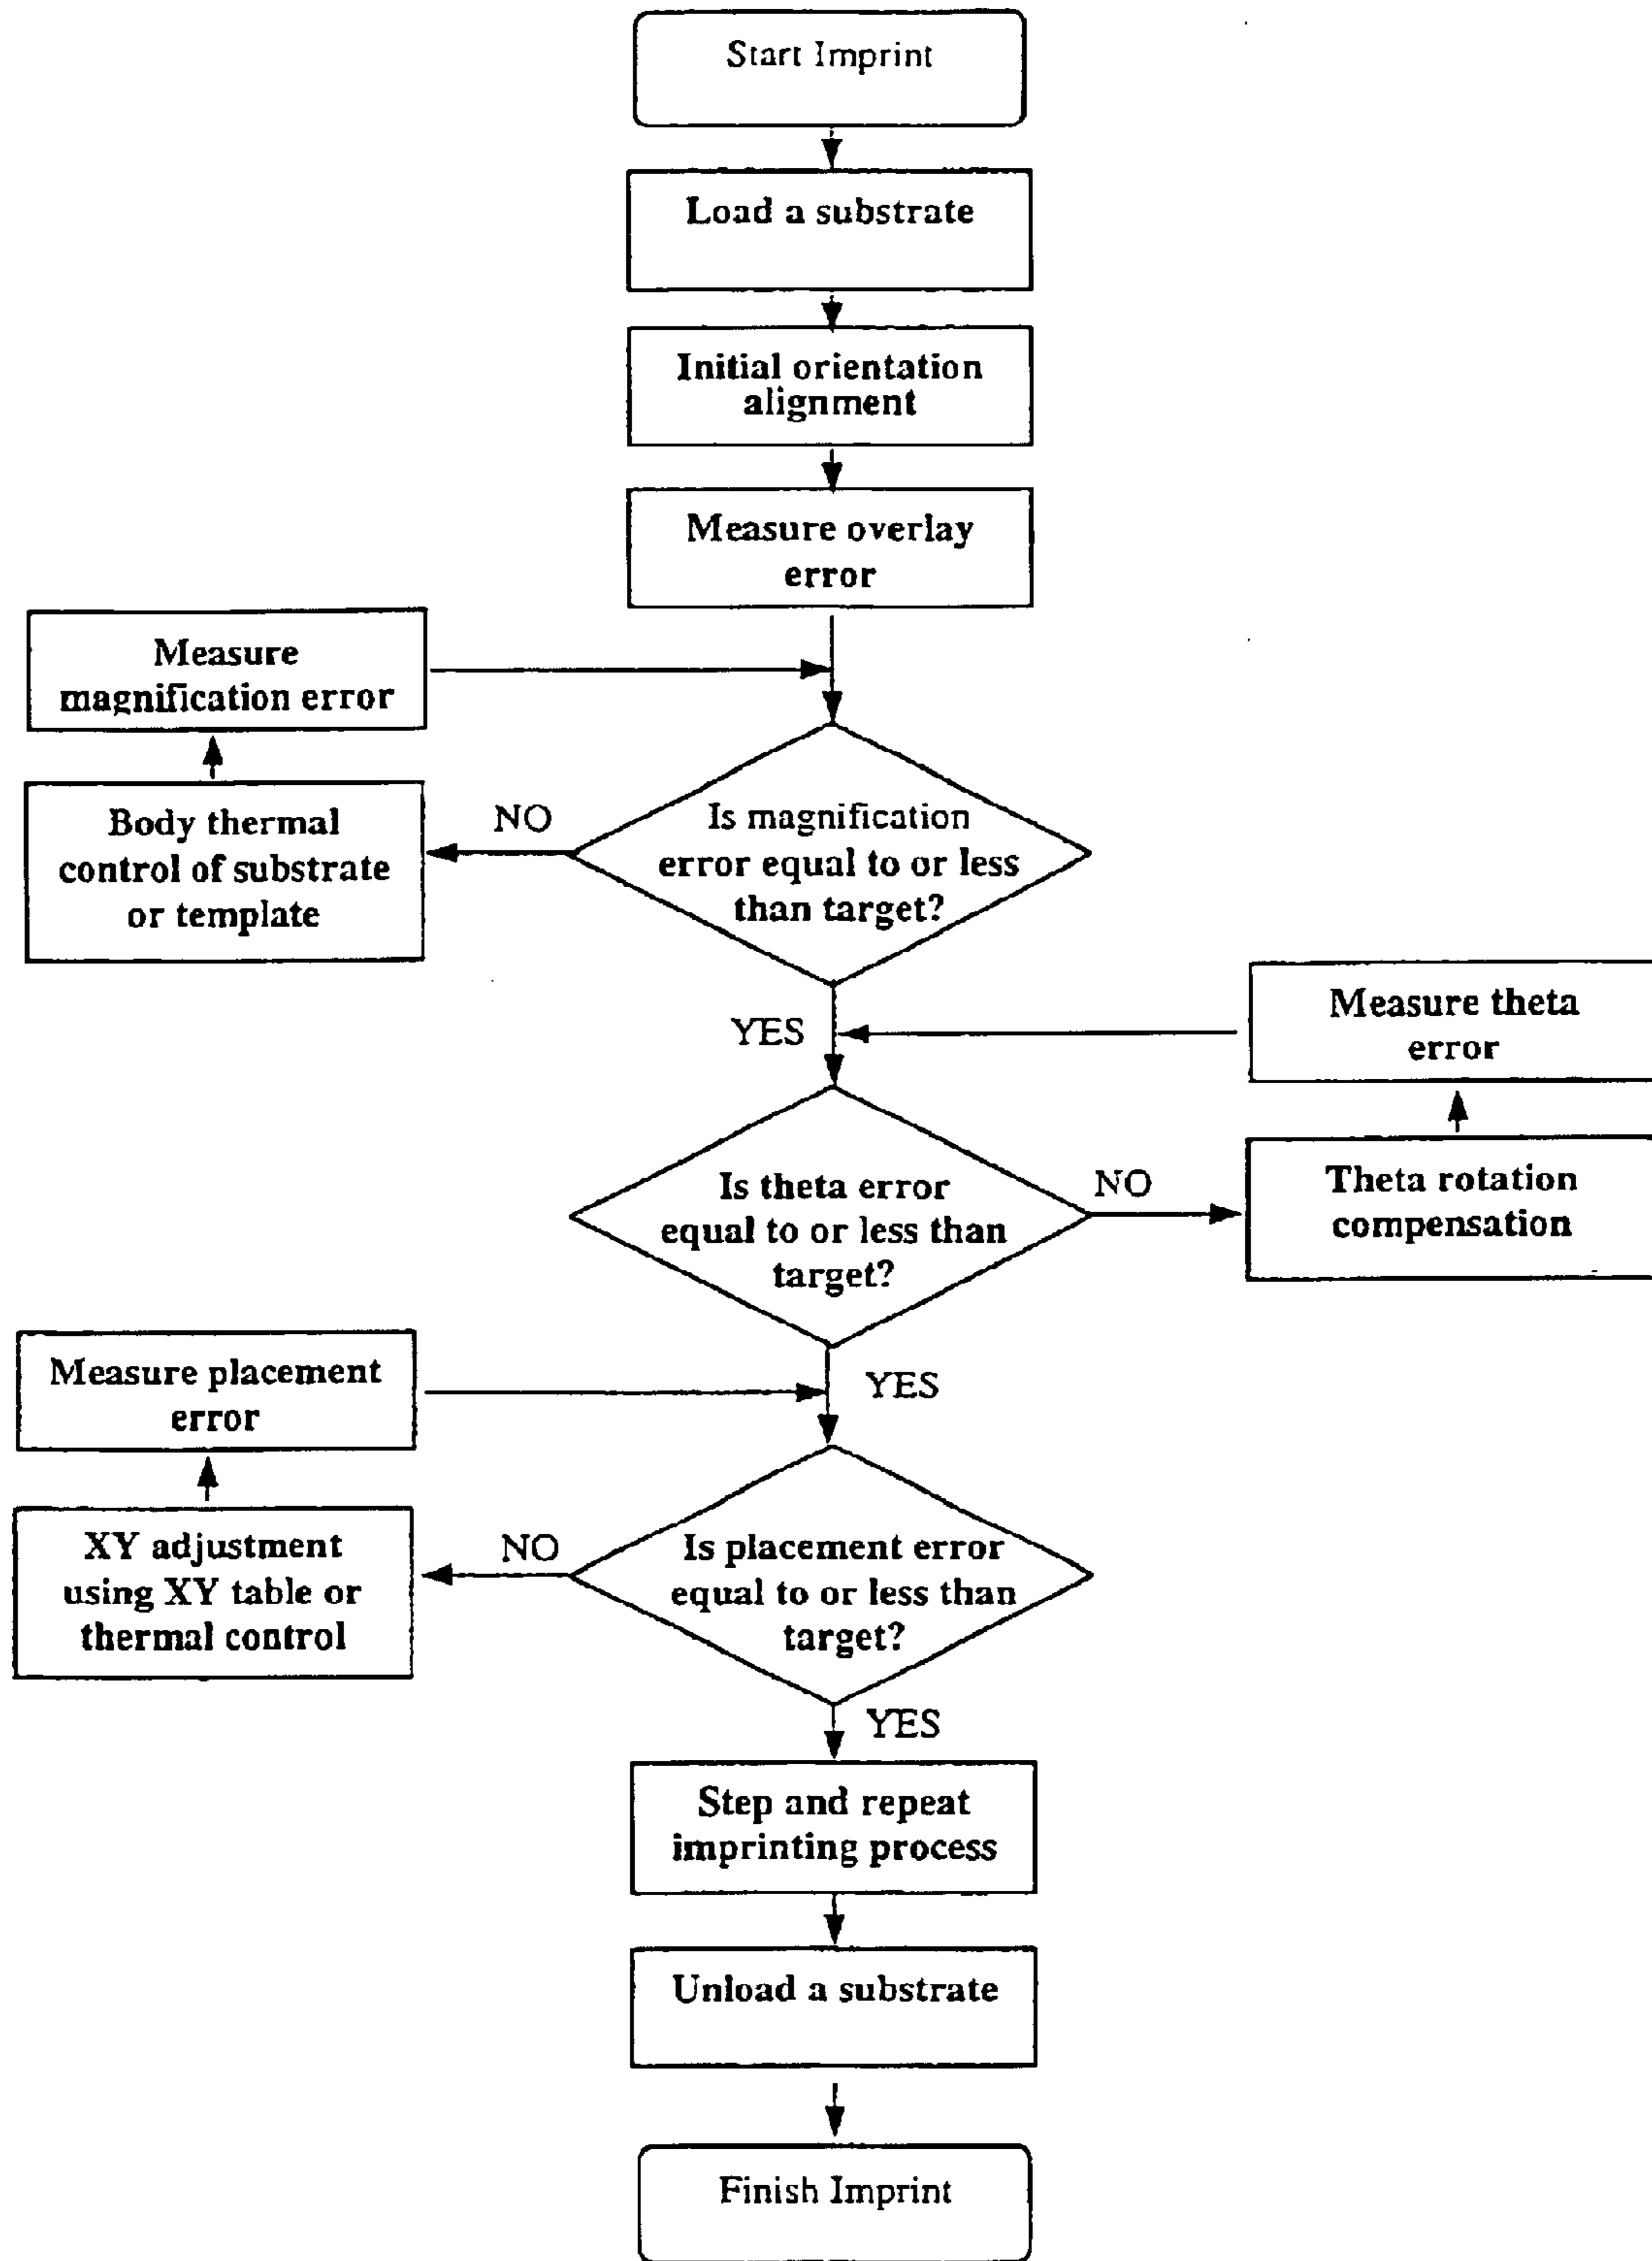 Start Imprint
Load a substrate
Initial orientation
alignment
Measure overlay
error
Measure
magnification error
Body thermal
control of substrate
or template
NO
Is magnification
error equal to or less
than target?
YES
Measure theta
error
Is theta error
equal to or less than
target?
NO
Theta rotation
compensation
Measure placement
error
YES
XY adjustment
using XY table or
thermal control
NO
Is placement error
equal to or less than
target?
YES
Step and repeat
imprinting process
Unload a substrate
Finish Imprint